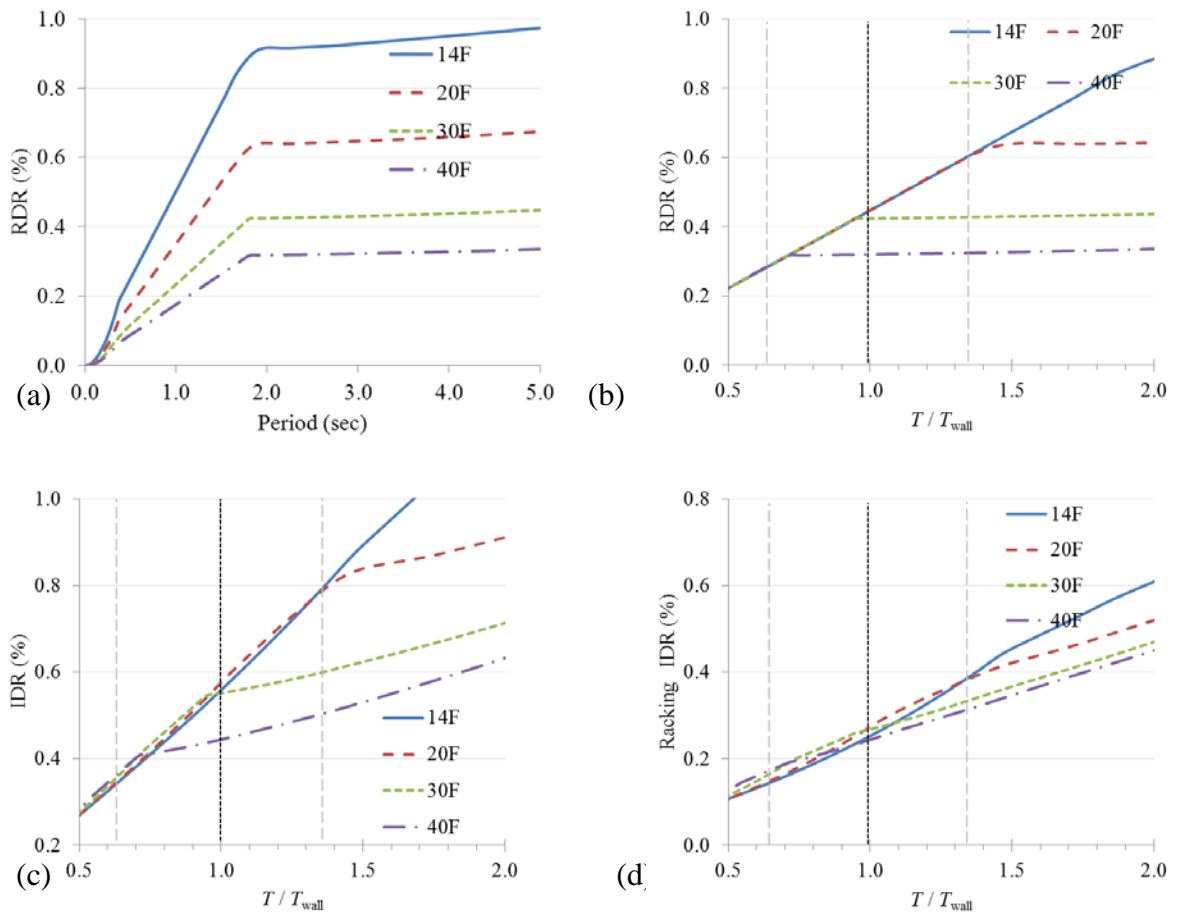 1.0
0.8
0.6
0.4
0.2
0.0
RDR (%)
14F
20F
30F
40F
0.0 1.0 2.0 3.0 4.0 5.0
Period (sec)
(a)
1.0
0.8
0.6
0.4
0.2
0.0
RDR (%)
14F 20F
30F 40F
0.5 1.0 1.5 2.0
T / Twall
(b)
1.0
0.8
0.6
0.4
0.2
IDR (%)
14F
20F
30F
40F
0.5 1.0 1.5 2.0
T / Twall
(c)
0.8
0.6
0.4
0.2
0.0
Racking IDR (%)
14F
20F
30F
40F
0.5 1.0 1.5 2.0
T / Twall
(d)